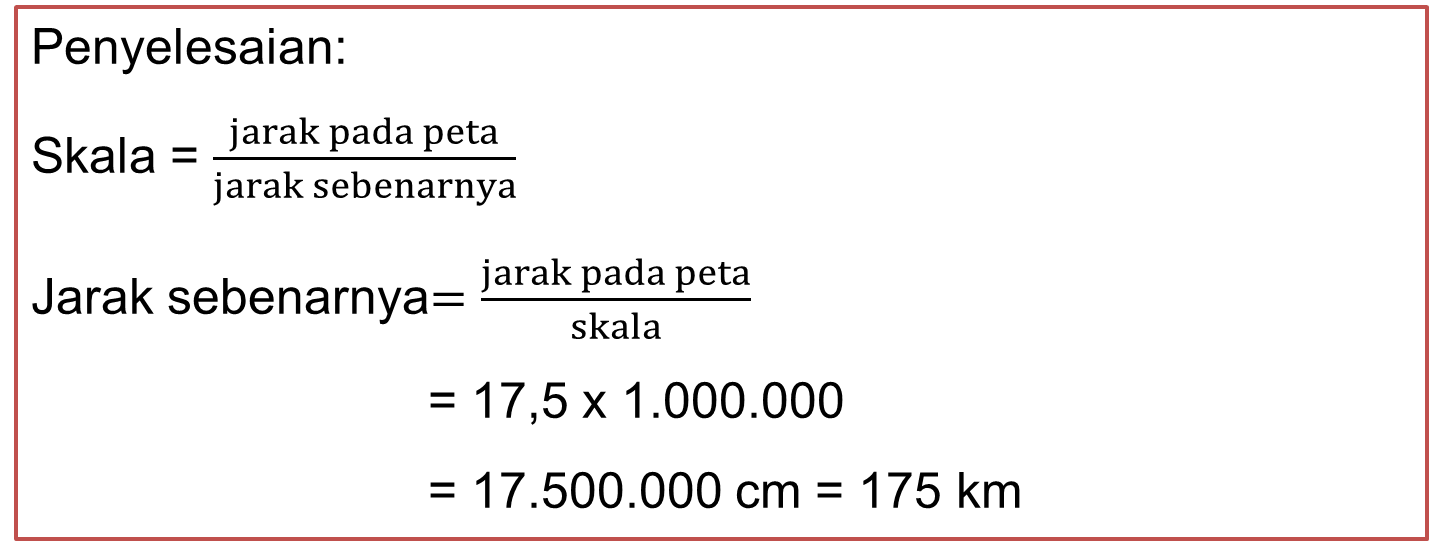 Penyelesaian:
Skala = jarak pada peta / jarak sebenarnya
Jarak sebenarnya= jarak pada peta / skala
= 17,5 x 1.000.000
= 17.500.000 cm = 175 km